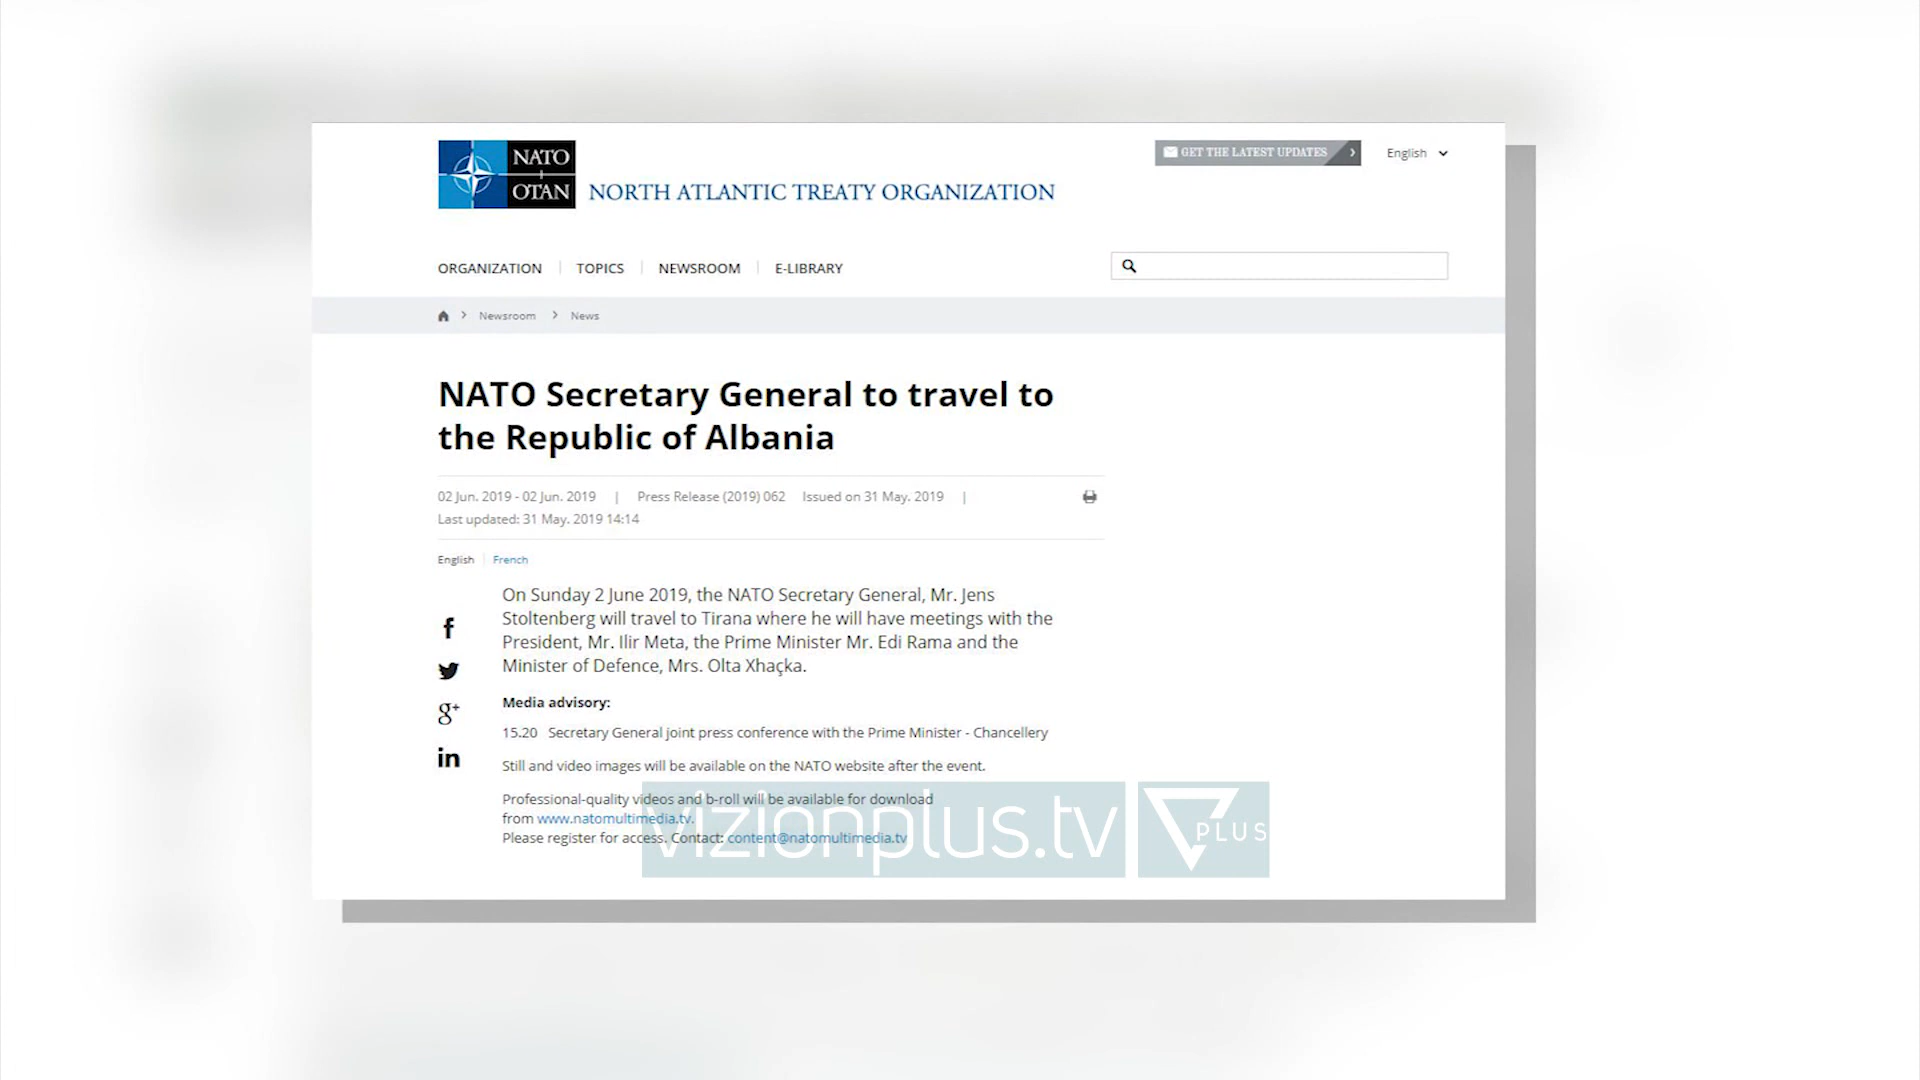 NATO
OTAN
NORTH ATLANTIC TREATY ORGANIZATION
GET THE LATEST UPDATES
English
ORGANIZATION
TOPICS
NEWSROOM
E-LIBRARY
Newsroom
News
NATO Secretary General to travel to
the Republic of Albania
02 Jun. 2019 - 02 Jun. 2019 | Press Release (2019) 062 Issued on 31 May. 2019 |
Last updated: 31 May. 2019 14:14
English French
On Sunday 2 June 2019, the NATO Secretary General, Mr. Jens
Stoltenberg will travel to Tirana where he will have meetings with the
President, Mr. Ilir Meta, the Prime Minister Mr. Edi Rama and the
Minister of Defence, Mrs. Olta Xhaçka.
Media advisory:
15.20 Secretary General joint press conference with the Prime Minister - Chancellery
Still and video images will be available on the NATO website after the event.
Professional-quality videos and b-roll will be available for download
from www.natomultimedia.tv.
Please register for access. Contact: content@natomultimedia.tv
vizionplus.tv
PLUS